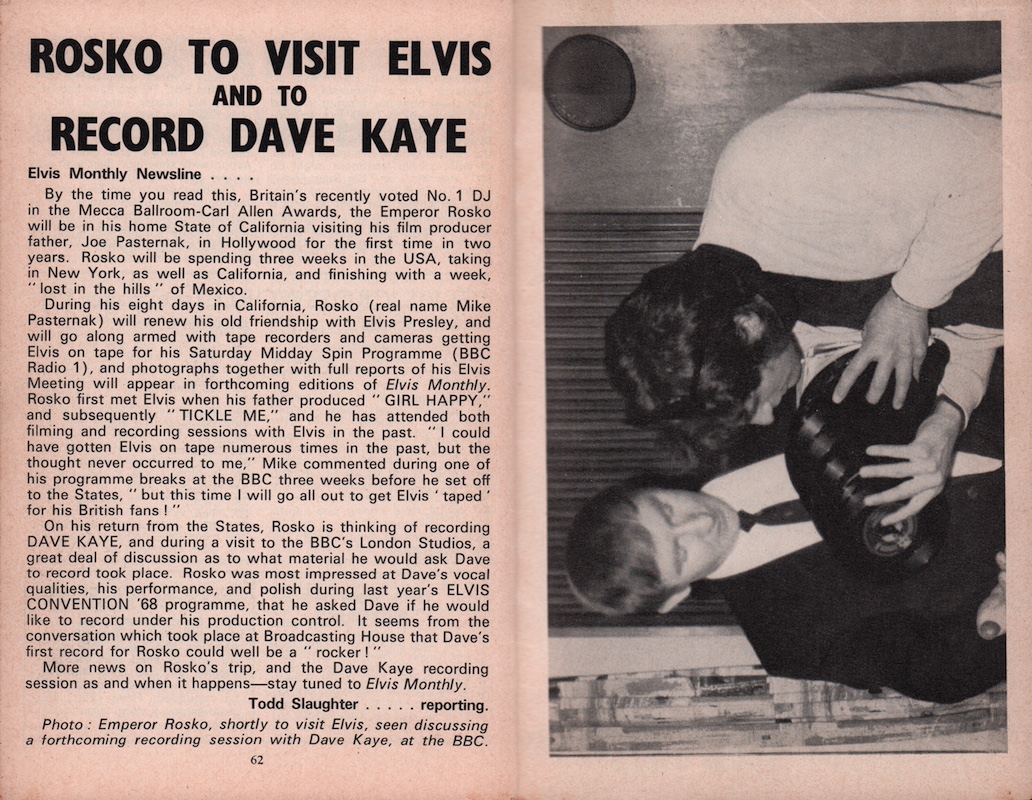 ROSKO TO VISIT ELVIS
AND TO
RECORD DAVE KAYE
Elvis Monthly Newsline . . . .
By the time you read this, Britain's recently voted No. 1 DJ
in the Mecca Ballroom-Carl Allen Awards, the Emperor Rosko
will be in his home State of California visiting his film producer
father, Joe Pasternak, in Hollywood for the first time in two
years. Rosko will be spending three weeks in the USA, taking
in New York, as well as California, and finishing with a week,
" lost in the hills " of Mexico.
During his eight days in California, Rosko (real name Mike
Pasternak) will renew his old friendship with Elvis Presley, and
will go along armed with tape recorders and cameras getting
Elvis on tape for his Saturday Midday Spin Programme (BBC
Radio 1), and photographs together with full reports of his Elvis
Meeting will appear in forthcoming editions of Elvis Monthly.
Rosko first met Elvis when his father produced " GIRL HAPPY,"
and subsequently " TICKLE ME," and he has attended both
filming and recording sessions with Elvis in the past. " I could
have gotten Elvis on tape numerous times in the past, but the
thought never occurred to me," Mike commented during one of
his programme breaks at the BBC three weeks before he set off
to the States, " but this time I will go all out to get Elvis ' taped '
for his British fans ! "
On his return from the States, Rosko is thinking of recording
DAVE KAYE, and during a visit to the BBC's London Studios, a
great deal of discussion as to what material he would ask Dave
to record took place. Rosko was most impressed at Dave's vocal
qualities, his performance, and polish during last year's ELVIS
CONVENTION '68 programme, that he asked Dave if he would
like to record under his production control. It seems from the
conversation which took place at Broadcasting House that Dave's
first record for Rosko could well be a " rocker ! "
More news on Rosko's trip, and the Dave Kaye recording
session as and when it happens—stay tuned to Elvis Monthly.
Todd Slaughter . . . . . reporting.
Photo : Emperor Rosko, shortly to visit Elvis, seen discussing
a forthcoming recording session with Dave Kaye, at the BBC.
62